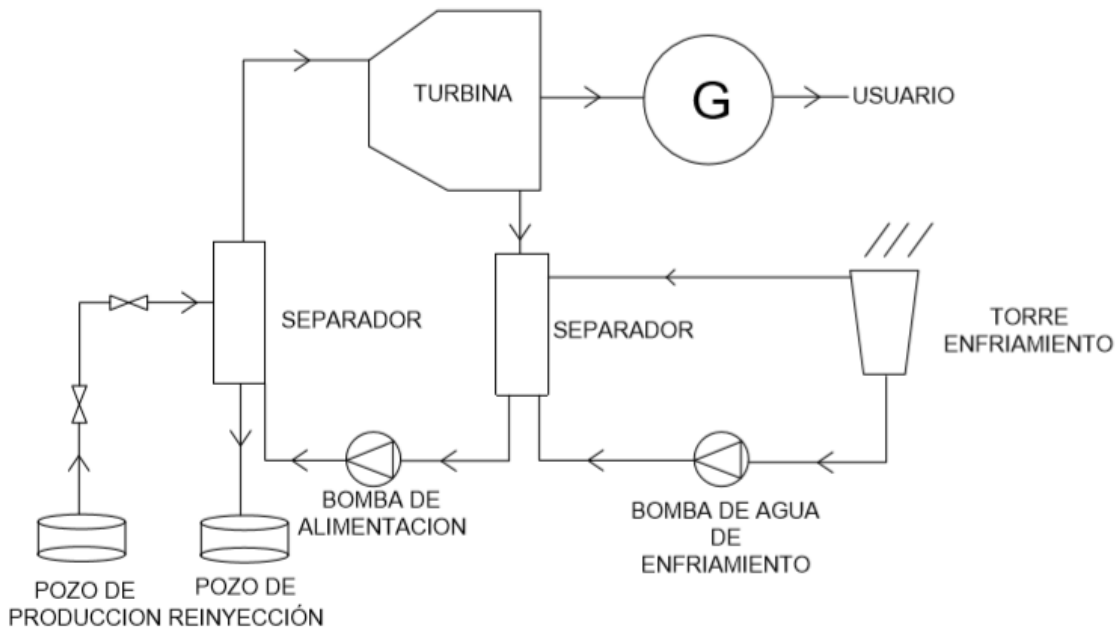 TURBINA
G
USUARIO
SEPARADOR
SEPARADOR
TORRE
ENFRIAMIENTO
BOMBA DE
ALIMENTACION
BOMBA DE AGUA
DE
ENFRIAMIENTO
POZO DE
PRODUCCION
POZO DE
REINYECCIÓN